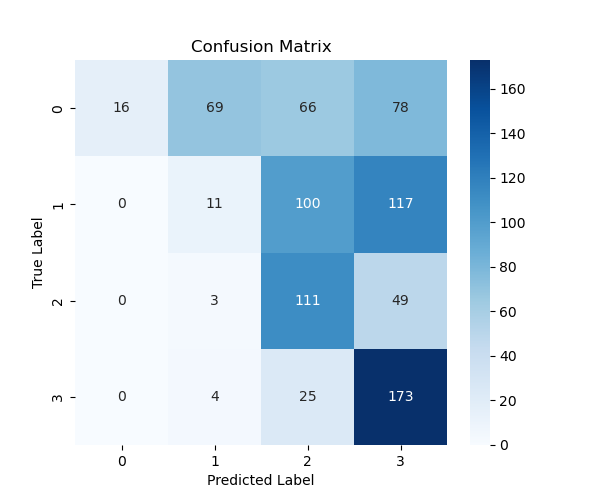 Confusion Matrix
True Label
0 16 69 66 78
1 0 11 100 117
2 0 3 111 49
3 0 4 25 173
0 1 2 3
Predicted Label
160
140
120
100
80
60
40
20
0